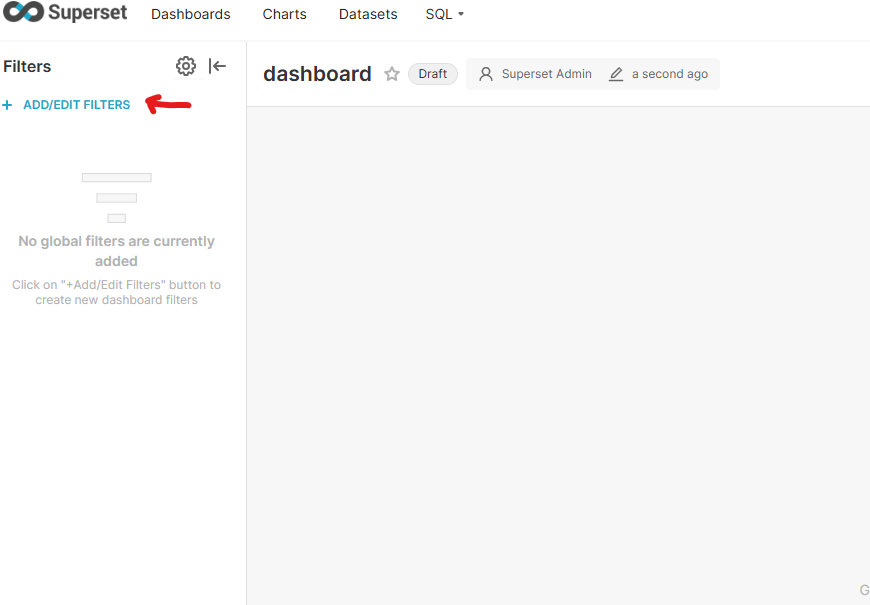 Superset Dashboards Charts Datasets SQL
Filters
dashboard Draft Superset Admin a second ago
+ ADD/EDIT FILTERS
No global filters are currently
added
Click on "+Add/Edit Filters" button to
create new dashboard filters
G